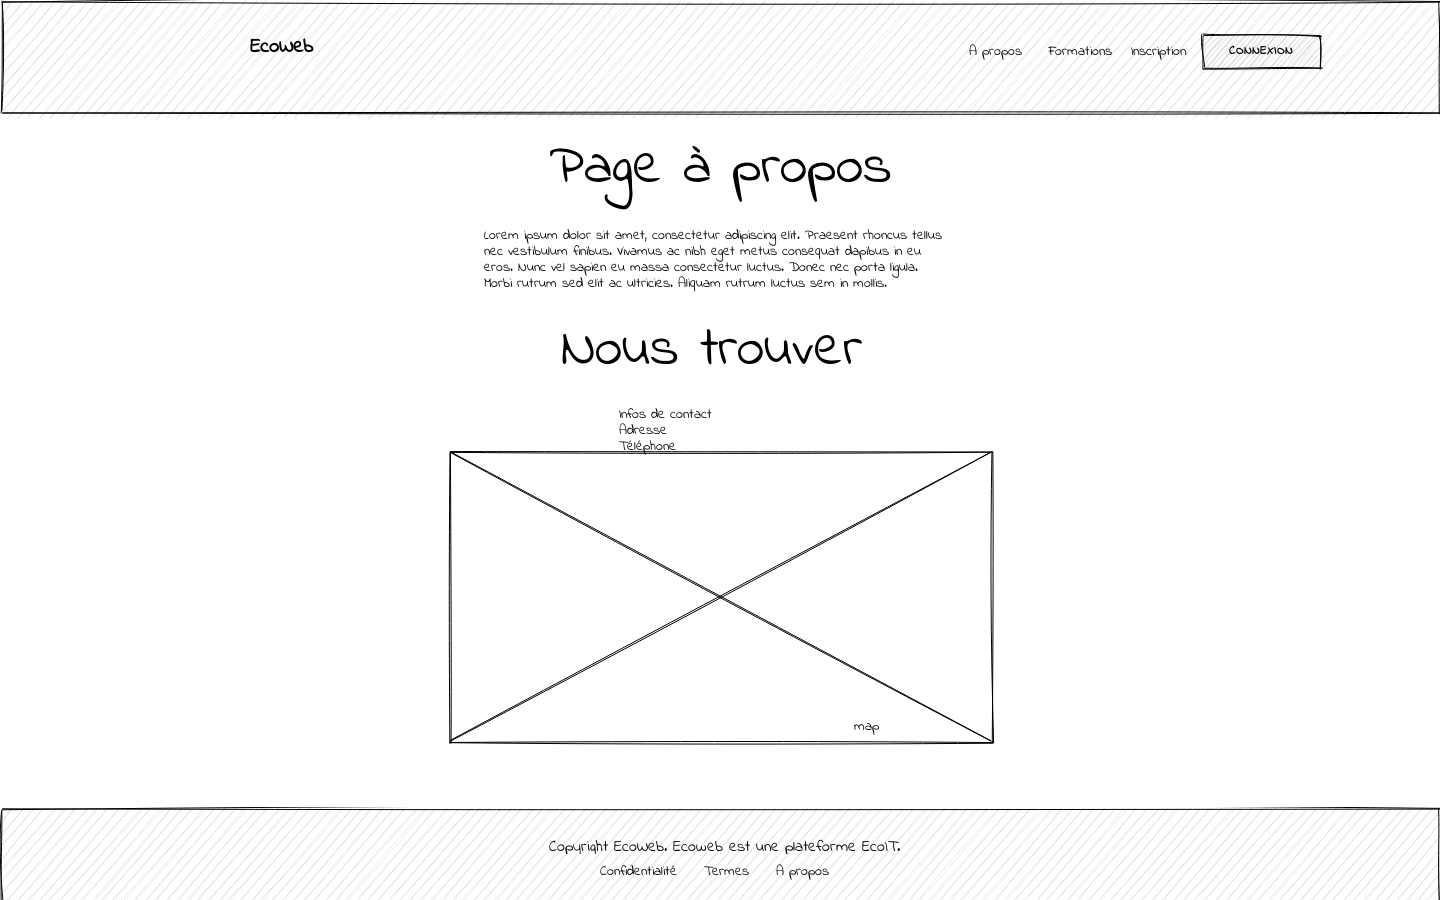 Ecoweb
A propos Formations Inscription CONNEXION
Page à propos
Lorem ipsum dolor sit amet, consectetur adipiscing elit. Praesent rhoncus tellus
nec vestibulum finibus. Vivamus ac nibh eget metus consequat dapibus in eu
eros. Nunc vel sapien eu massa consectetur luctus. Donec nec porta ligula.
Morbi rutrum sed elit ac ultricies. Aliquam rutrum luctus sem in mollis.
Nous trouver
Infos de contact
Adresse
Téléphone
map
Copyright Ecoweb. Ecoweb est une plateforme EcoIT.
Confidentialité Termes A propos